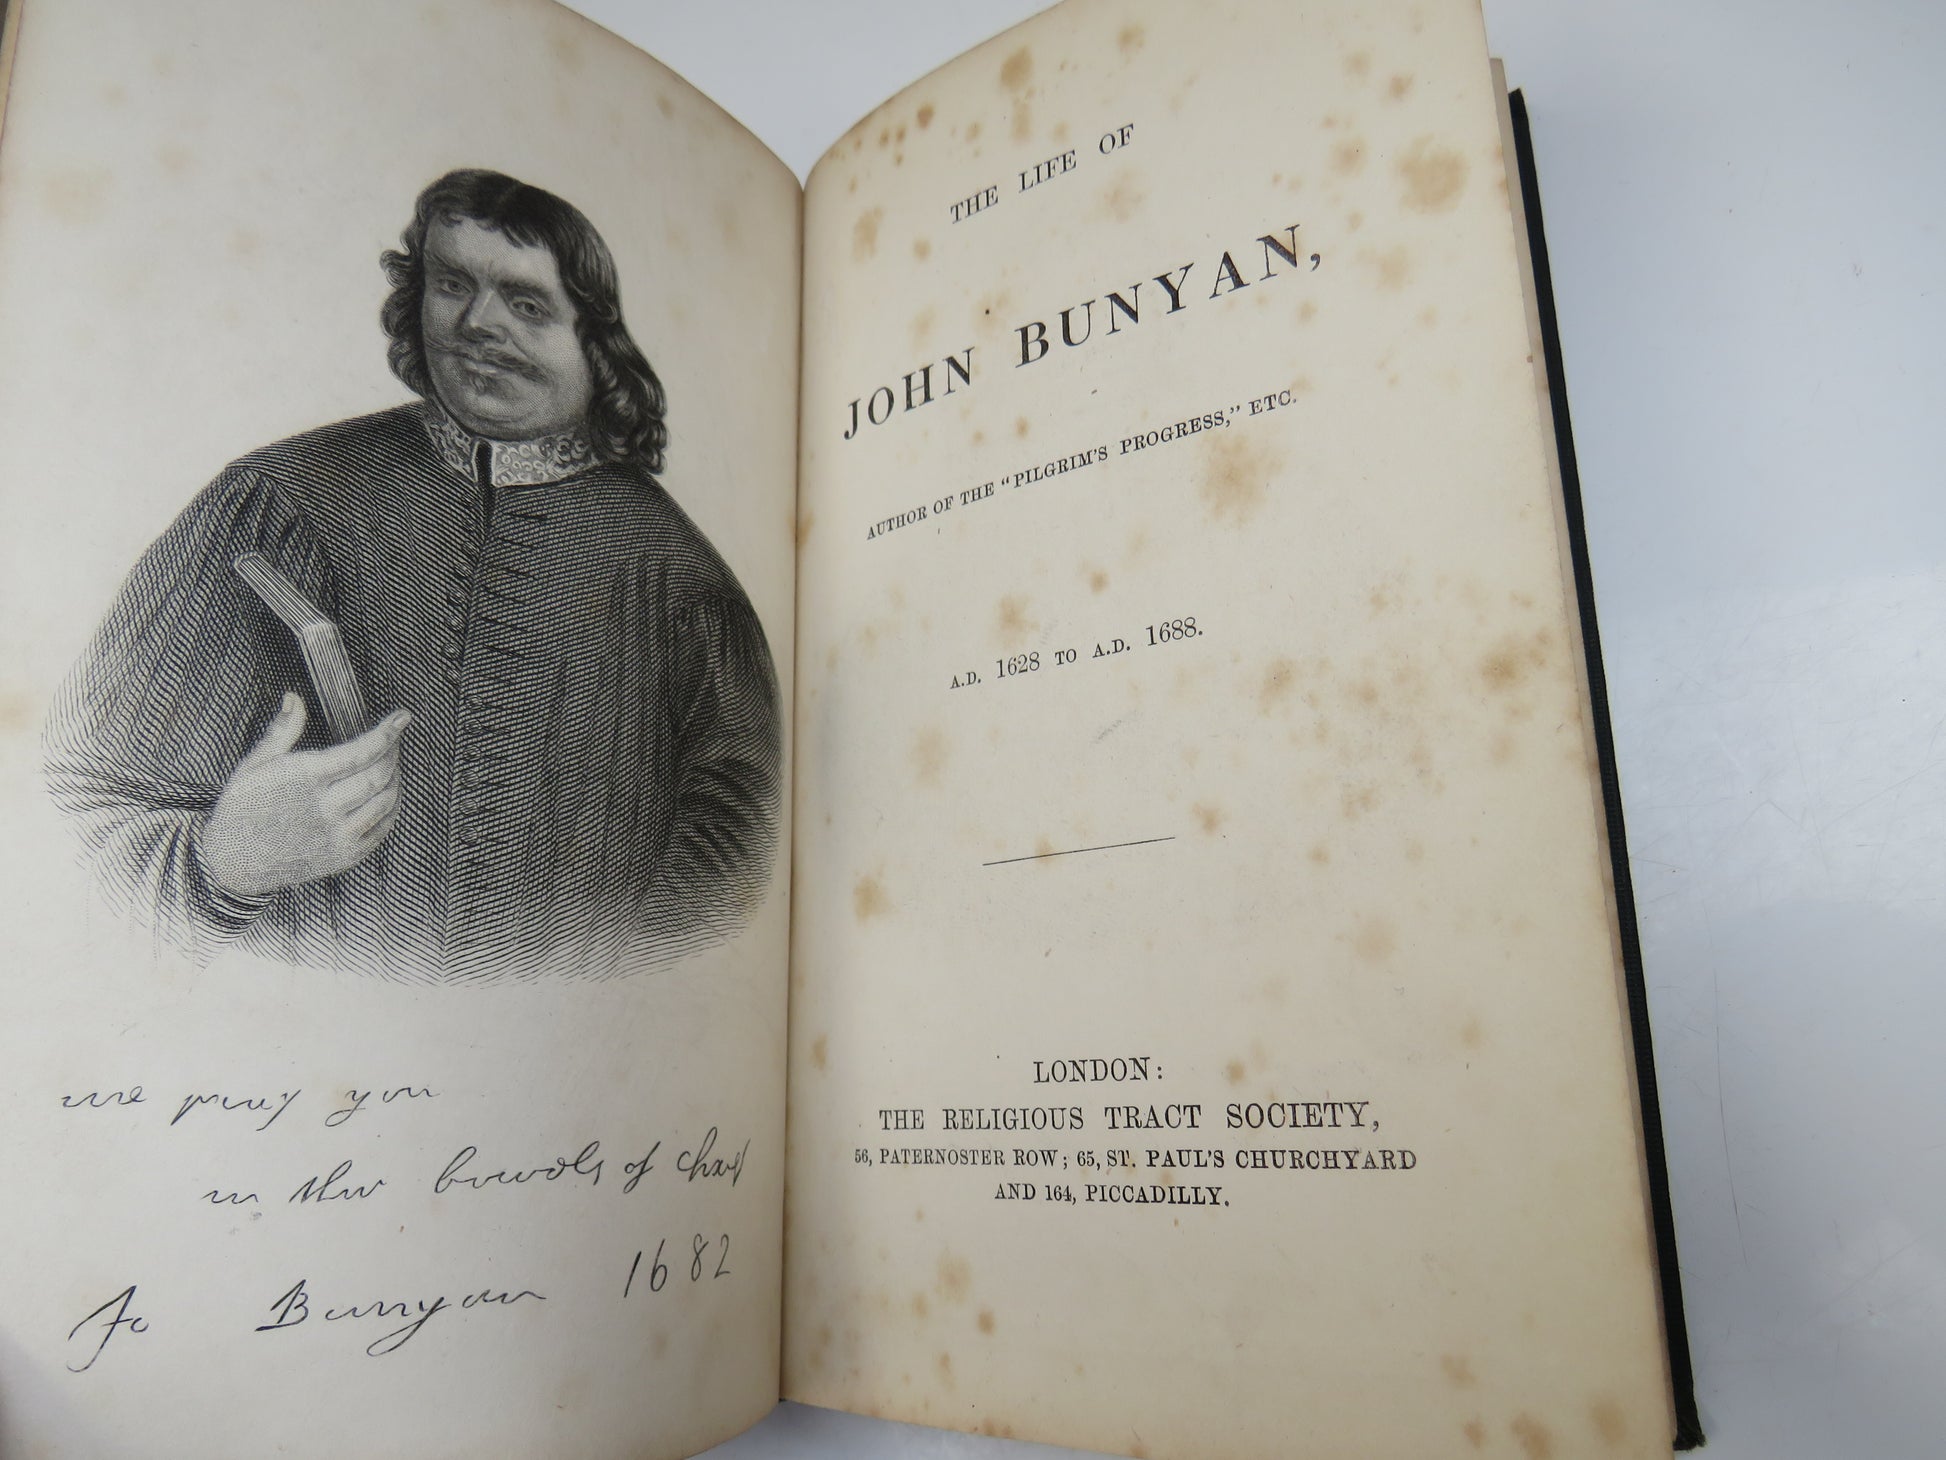 we pray you
in the bowels of christ
Jo Bunyan 1682
THE LIFE OF
JOHN BUNYAN,
AUTHOR OF THE "PILGRIM'S PROGRESS," ETC.
A.D. 1628 TO A.D. 1688.
LONDON:
THE RELIGIOUS TRACT SOCIETY,
56, PATERNOSTER ROW; 65, ST. PAUL'S CHURCHYARD
AND 164, PICCADILLY.